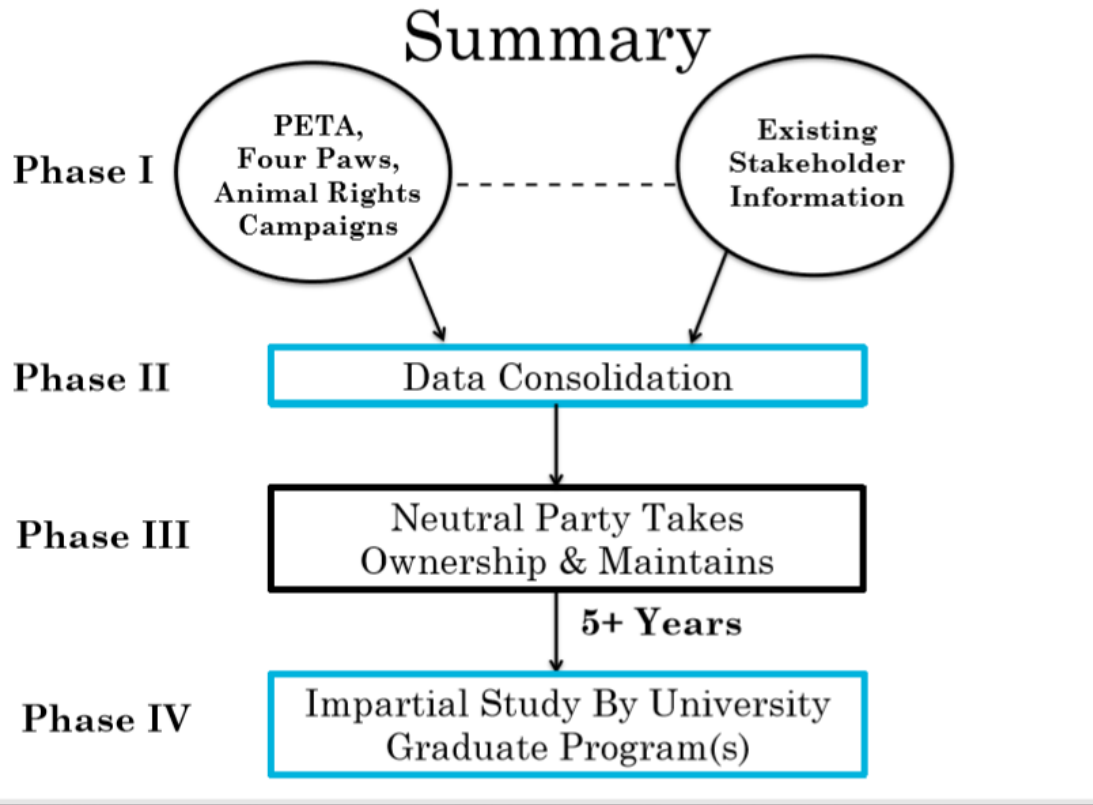 Summary
Phase I
PETA,
Four Paws,
Animal Rights
Campaigns
Existing
Stakeholder
Information
Phase II
Data Consolidation
Phase III
Neutral Party Takes
Ownership & Maintains
5+ Years
Phase IV
Impartial Study By University
Graduate Program(s)